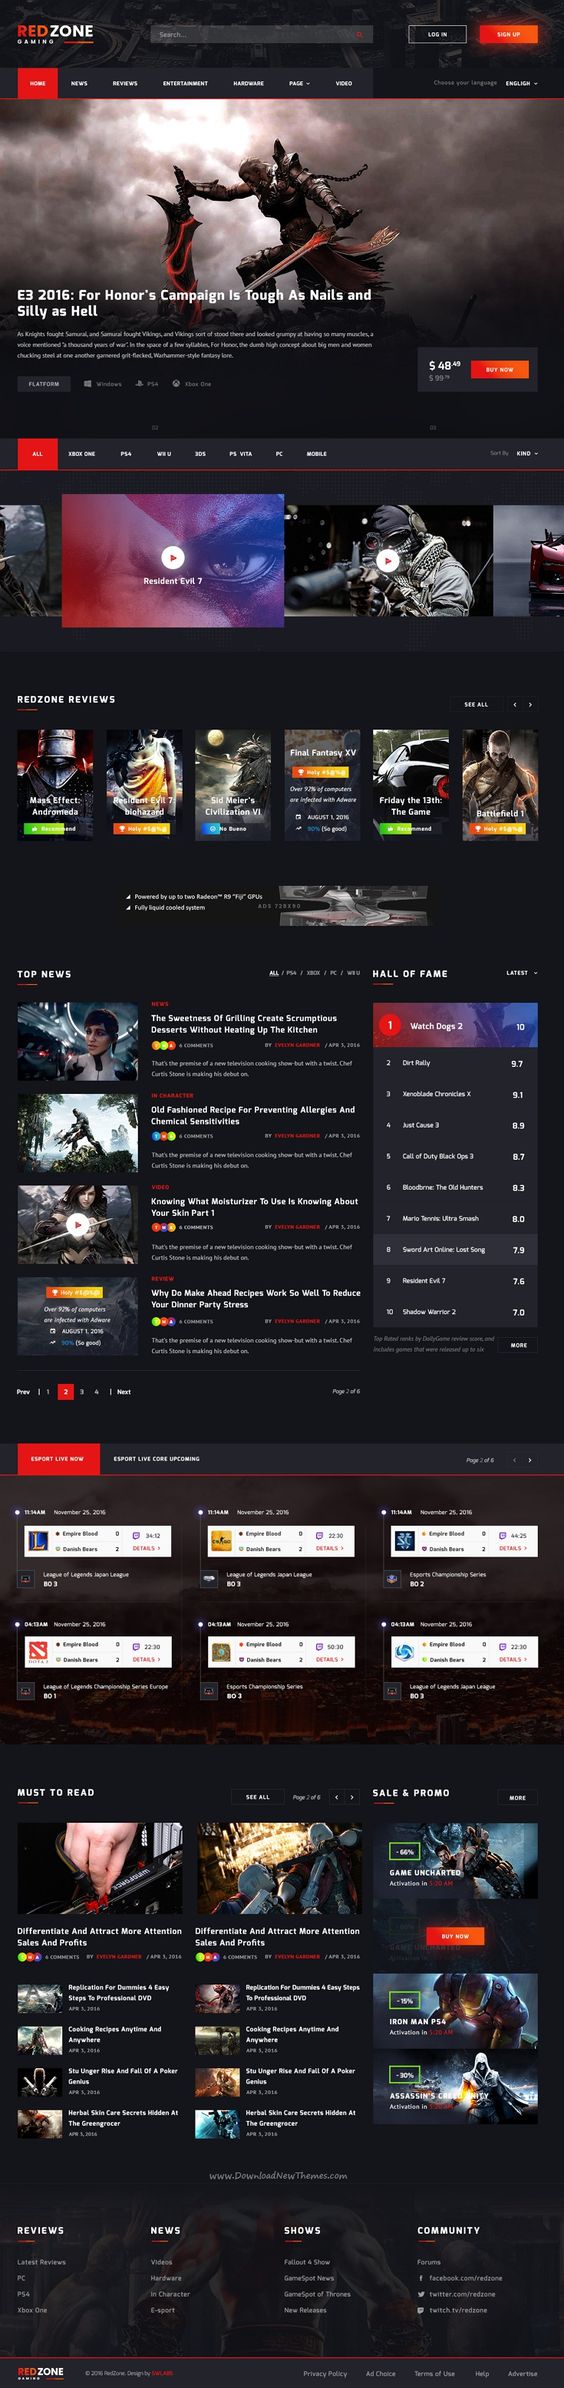 REDZONE
GAMING
Search...
LOG IN
SIGN UP
HOME
NEWS
REVIEWS
ENTERTAINMENT
HARDWARE
PAGE
VIDEO
Choose your language
ENGLIGH
E3 2016: For Honor's Campaign Is Tough As Nails and
Silly as Hell
As Knights fought Samurai, and Samurai fought Vikings, and Vikings sort of stood there and looked grumpy at having so many muscles, a
voice mentioned "a thousand years of war". In the space of a few syllables, For Honor, the dumb high concept about big men and women
chucking steel at one another garnered grit-flecked, Warhammer-style fantasy lore.
FLATFORM
Windows
PS4
Xbox One
$ 48.49
$ 99.79
BUY NOW
02
03
ALL
XBOX ONE
PS4
WII U
3DS
PS VITA
PC
MOBILE
Sort By
KIND
Resident Evil 7
REDZONE REVIEWS
SEE ALL
Mass Effect:
Andromeda
Recommend
Resident Evil 7:
biohazard
Holy #$@%@
Sid Meier's
Civilization VI
No Bueno
Final Fantasy XV
Holy #$@%@
Over 92% of computers
are infected with Adware
AUGUST 1, 2016
90% (So good)
Friday the 13th:
The Game
Recommend
Battlefield 1
Holy #$@%@
Powered by up to two Radeon™ R9 "Fiji" GPUs
Fully liquid cooled system
ADS 728X90
TOP NEWS
ALL / PS4 / XBOX / PC / WII U
NEWS
The Sweetness Of Grilling Create Scrumptious
Desserts Without Heating Up The Kitchen
6 COMMENTS
BY EVELYN GARDNER / APR 3, 2016
That's the premise of a new television cooking show-but with a twist. Chef
Curtis Stone is making his debut on.
IN CHARACTER
Old Fashioned Recipe For Preventing Allergies And
Chemical Sensitivities
6 COMMENTS
BY EVELYN GARDNER / APR 3, 2016
That's the premise of a new television cooking show-but with a twist. Chef
Curtis Stone is making his debut on.
VIDEO
Knowing What Moisturizer To Use Is Knowing About
Your Skin Part 1
6 COMMENTS
BY EVELYN GARDNER / APR 3, 2016
That's the premise of a new television cooking show-but with a twist. Chef
Curtis Stone is making his debut on.
Holy #$@%@
Over 92% of computers
are infected with Adware
AUGUST 1, 2016
90% (So good)
REVIEW
Why Do Make Ahead Recipes Work So Well To Reduce
Your Dinner Party Stress
6 COMMENTS
BY EVELYN GARDNER / APR 3, 2016
That's the premise of a new television cooking show-but with a twist. Chef
Curtis Stone is making his debut on.
Prev | 1 2 3 4 | Next
Page 2 of 6
HALL OF FAME
LATEST
1 Watch Dogs 2 10
2 Dirt Rally 9.7
3 Xenoblade Chronicles X 9.1
4 Just Cause 3 8.9
5 Call of Duty Black Ops 3 8.7
6 Bloodbrne: The Old Hunters 8.3
7 Mario Tennis: Ultra Smash 8.0
8 Sword Art Online: Lost Song 7.9
9 Resident Evil 7 7.6
10 Shadow Warrior 2 7.0
Top Rated ranks by DollyGame review score, and
includes games that were released up to six
MORE
ESPORT LIVE NOW
ESPORT LIVE CORE UPCOMING
Page 2 of 6
11:14AM November 25, 2016
Empire Blood 0
Danish Bears 2
34:12
DETAILS
League of Legends Japan League
BO 3
11:14AM November 25, 2016
Empire Blood 0
Danish Bears 2
22:30
DETAILS
League of Legends Japan League
BO 3
11:14AM November 25, 2016
Empire Blood 0
Danish Bears 2
44:25
DETAILS
Esports Championship Series
BO 2
04:13AM November 25, 2016
DOTA 2
Empire Blood 0
Danish Bears 2
22:30
DETAILS
League of Legends Championship Series Europe
BO 1
04:13AM November 25, 2016
Empire Blood 0
Danish Bears 2
50:30
DETAILS
Esports Championship Series
BO 3
04:13AM November 25, 2016
Empire Blood 0
Danish Bears 2
22:30
DETAILS
League of Legends Japan League
BO 3
MUST TO READ
SEE ALL
Page 2 of 6
WINDFORCE
Differentiate And Attract More Attention
Sales And Profits
6 COMMENTS
BY EVELYN GARDNER / APR 3, 2016
Differentiate And Attract More Attention
Sales And Profits
6 COMMENTS
BY EVELYN GARDNER / APR 3, 2016
Replication For Dummies 4 Easy
Steps To Professional DVD
APR 3, 2016
Replication For Dummies 4 Easy Steps
To Professional DVD
APR 3, 2016
Cooking Recipes Anytime And
Anywhere
APR 3, 2016
Cooking Recipes Anytime And
Anywhere
APR 3, 2016
Stu Unger Rise And Fall Of A Poker
Genius
APR 3, 2016
Stu Unger Rise And Fall Of A Poker
Genius
APR 3, 2016
Herbal Skin Care Secrets Hidden At
The Greengrocer
APR 3, 2016
Herbal Skin Care Secrets Hidden At
The Greengrocer
APR 3, 2016
SALE & PROMO
MORE
- 66%
GAME UNCHARTED
Activation in 5:20 AM
BUY NOW
GAME UNCHARTED
- 15%
IRON MAN PS4
Activation in 5:20 AM
- 30%
ASSASSIN'S CREED UNITY
Activation in 5:20 AM
www.DownloadNewThemes.com
REVIEWS
Latest Reviews
PC
PS4
Xbox One
NEWS
Videos
Hardware
In Character
E-sport
SHOWS
Fallout 4 Show
GameSpot News
GameSpot of Thrones
New Releases
COMMUNITY
Forums
facebook.com/redzone
twitter.com/redzone
twitch.tv/redzone
REDZONE
GAMING
© 2016 RedZone. Design by SWLABS
Privacy Policy
Ad Choice
Terms of Use
Help
Advertise